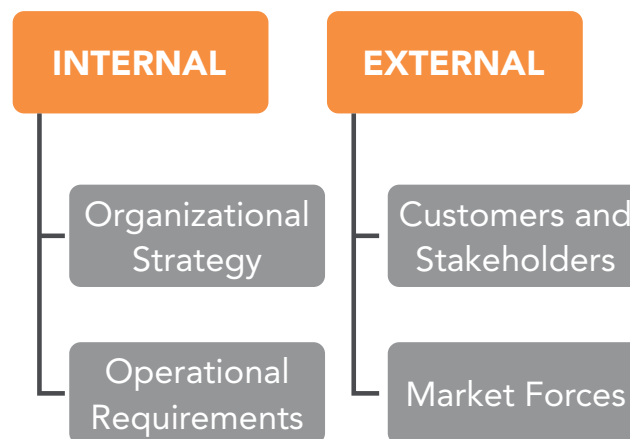 INTERNAL
Organizational
Strategy
Operational
Requirements
EXTERNAL
Customers and
Stakeholders
Market Forces